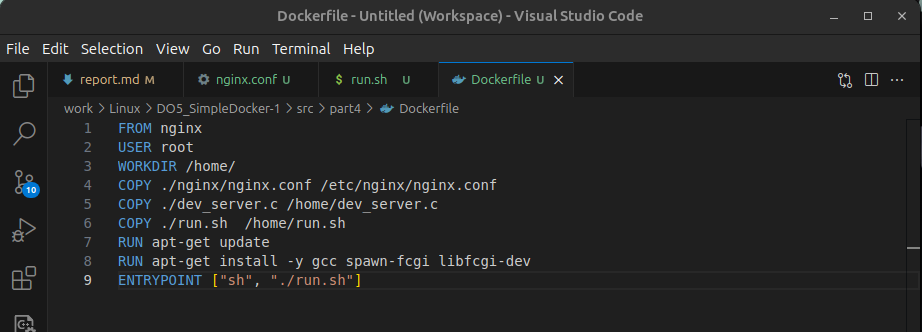 Dockerfile - Untitled (Workspace) - Visual Studio Code
File Edit Selection View Go Run Terminal Help
report.md M nginx.conf U $ run.sh U Dockerfile U
work > Linux > DO5_SimpleDocker-1 > src > part4 > Dockerfile
1 FROM nginx
2 USER root
3 WORKDIR /home/
4 COPY ./nginx/nginx.conf /etc/nginx/nginx.conf
5 COPY ./dev_server.c /home/dev_server.c
6 COPY ./run.sh  /home/run.sh
7 RUN apt-get update
8 RUN apt-get install -y gcc spawn-fcgi libfcgi-dev
9 ENTRYPOINT ["sh", "./run.sh"]
10